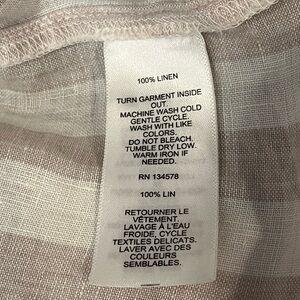 100% LINEN
TURN GARMENT INSIDE
OUT.
MACHINE WASH COLD
GENTLE CYCLE.
WASH WITH LIKE
COLORS.
DO NOT BLEACH.
TUMBLE DRY LOW.
WARM IRON IF
NEEDED.
RN 134578
100% LIN
RETOURNER LE
VÊTEMENT.
LAVAGE À L'EAU
FROIDE, CYCLE
TEXTILES DELICATS.
LAVER AVEC DES
COULEURS
SEMBLABLES.